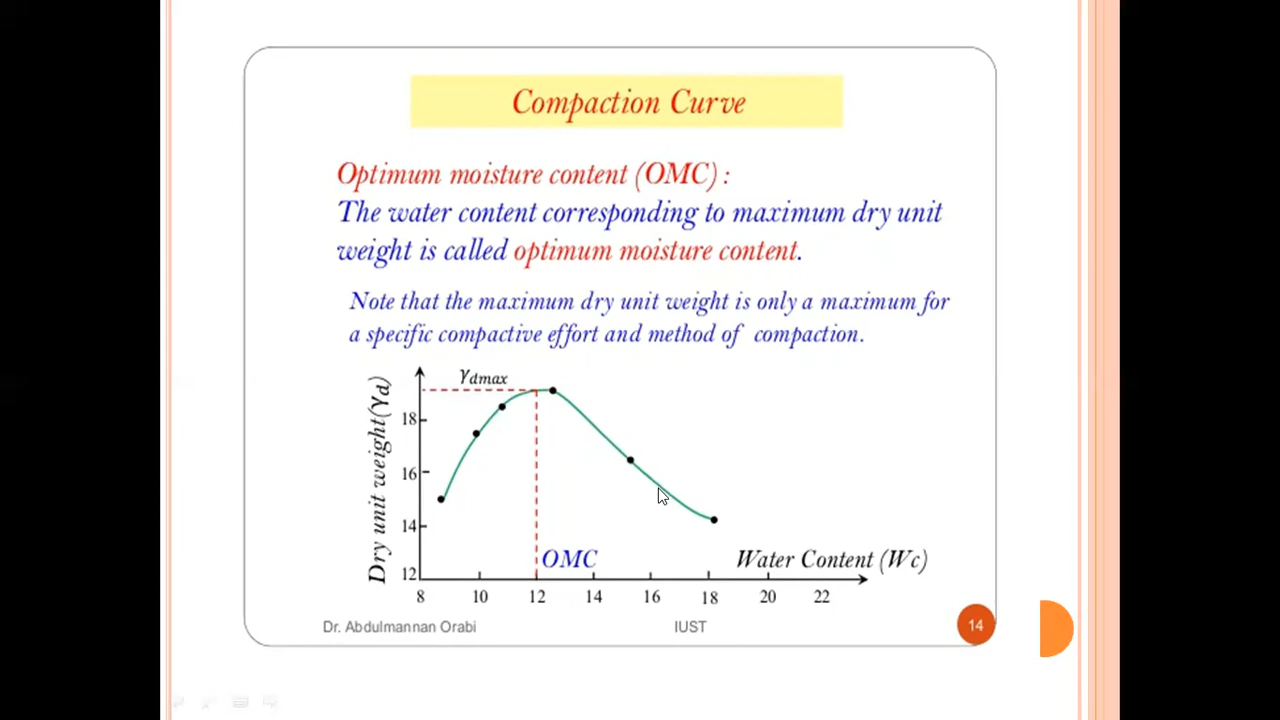 Compaction Curve
Optimum moisture content (OMC) :
The water content corresponding to maximum dry unit
weight is called optimum moisture content.
Note that the maximum dry unit weight is only a maximum for
a specific compactive effort and method of compaction.
γdmax
Dry unit weight(γd)
18
16
14
12
OMC
Water Content (Wc)
8 10 12 14 16 18 20 22
Dr. Abdulmannan Orabi IUST 14